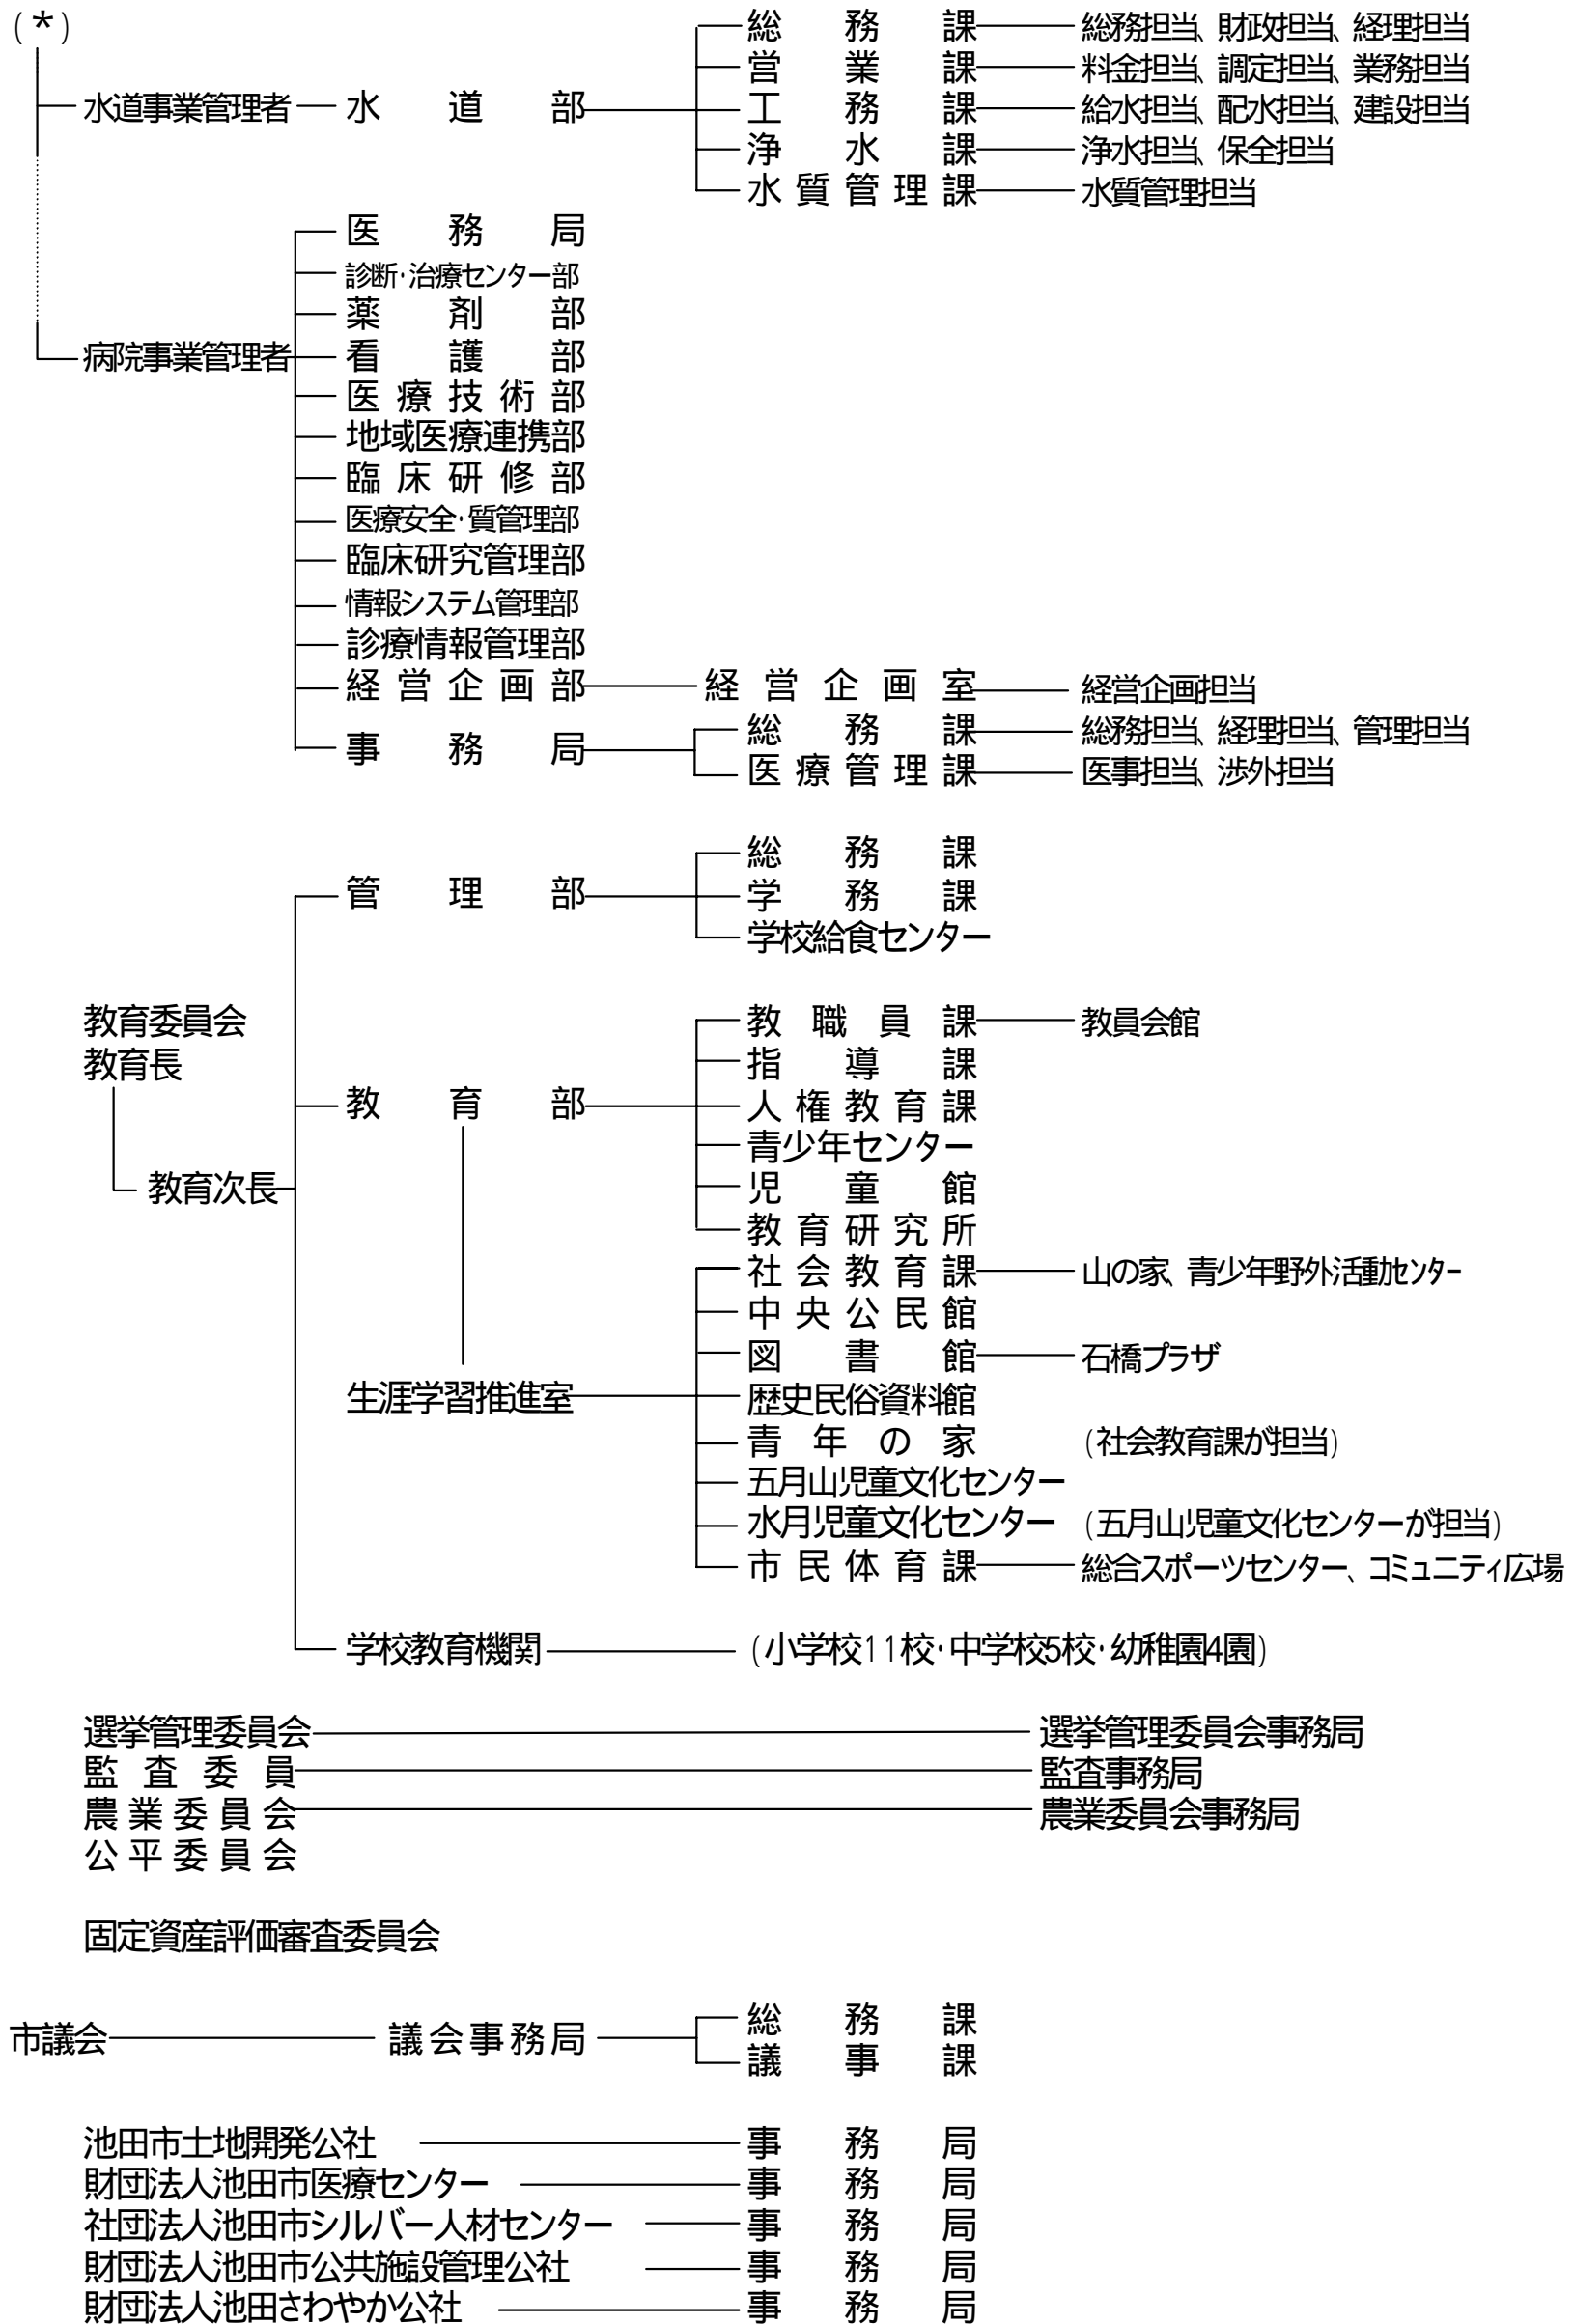 (＊)
総務課 総務担当、財政担当、経理担当
営業課 料金担当、調定担当、業務担当
水道事業管理者 水道部 工務課 給水担当、配水担当、建設担当
浄水課 浄水担当、保全担当
水質管理課 水質管理担当
医務局
診断・治療センター部
薬剤部
病院事業管理者 看護部
医療技術部
地域医療連携部
臨床研修部
医療安全・質管理部
臨床研究管理部
情報システム管理部
診療情報管理部
経営企画部 経営企画室 経営企画担当
総務課 総務担当、経理担当、管理担当
事務局
医療管理課 医事担当、渉外担当
総務課
管理部 学務課
学校給食センター
教育委員会 教職員課 教員会館
教育長 指導課
教育部 人権教育課
青少年センター
教育次長 児童館
教育研究所
社会教育課 山の家、青少年野外活動センター
中央公民館
図書館 石橋プラザ
生涯学習推進室 歴史民俗資料館
青年の家 (社会教育課が担当)
五月山児童文化センター
水月児童文化センター (五月山児童文化センターが担当)
市民体育課 総合スポーツセンター、コミュニティ広場
学校教育機関 (小学校11校・中学校5校・幼稚園4園)
選挙管理委員会 選挙管理委員会事務局
監査委員 監査事務局
農業委員会 農業委員会事務局
公平委員会
固定資産評価審査委員会
総務課
市議会 議会事務局
議事課
池田市土地開発公社 事務局
財団法人池田市医療センター 事務局
社団法人池田市シルバー人材センター 事務局
財団法人池田市公共施設管理公社 事務局
財団法人池田さわやか公社 事務局